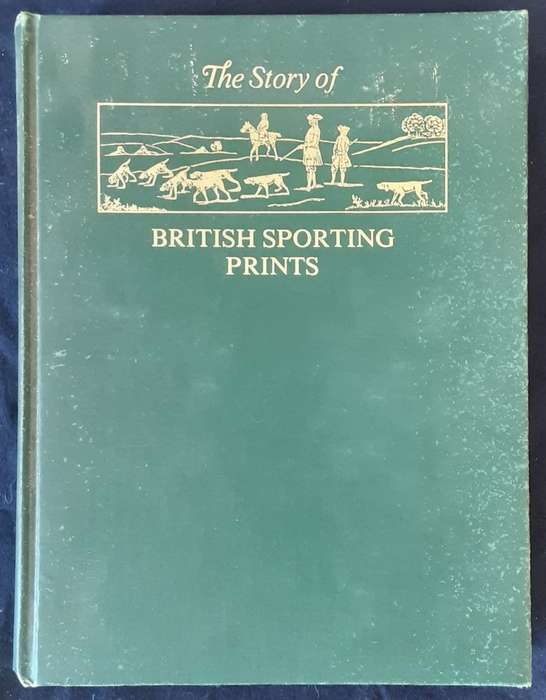 The Story of
BRITISH SPORTING
PRINTS